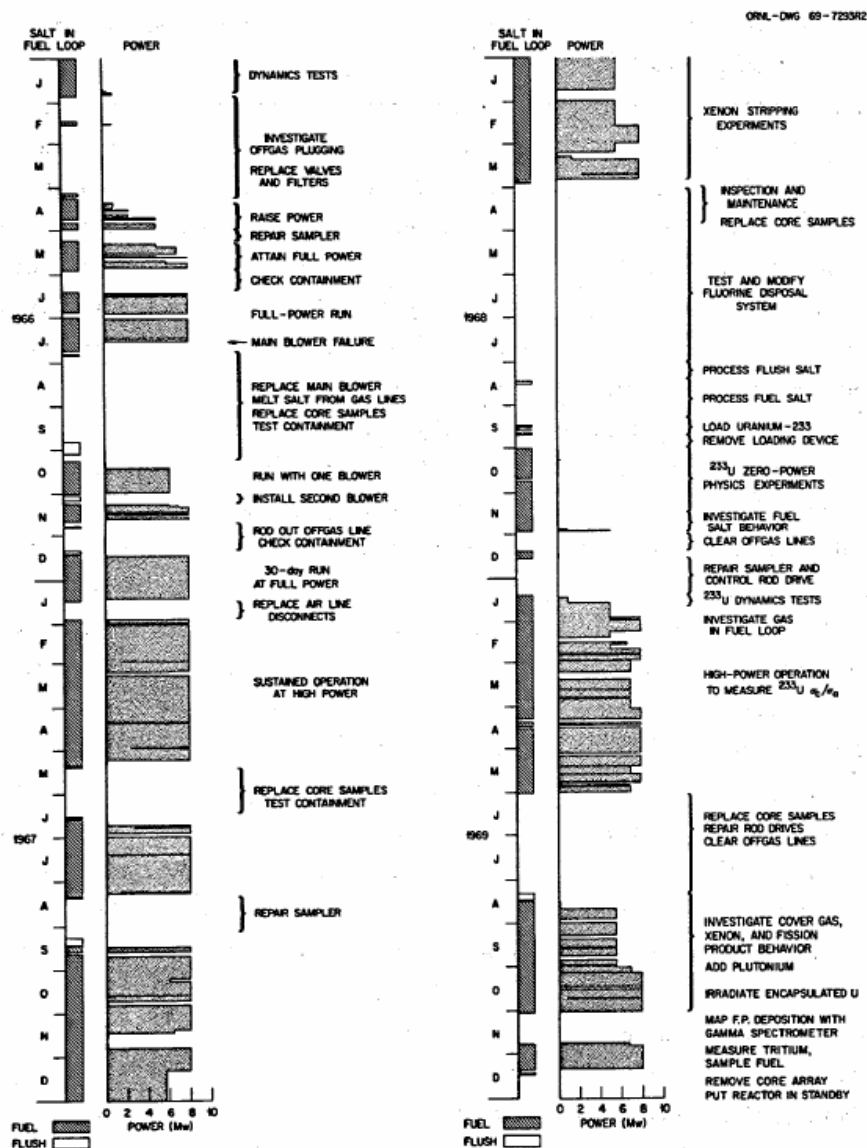 ORNL-DWG 69-7293R2
SALT IN
FUEL LOOP
POWER
J
F
M
A
M
J
1966
J
A
S
O
N
D
J
F
M
A
M
J
1967
J
A
S
O
N
D
DYNAMICS TESTS
INVESTIGATE
OFFGAS PLUGGING
REPLACE VALVES
AND FILTERS
RAISE POWER
REPAIR SAMPLER
ATTAIN FULL POWER
CHECK CONTAINMENT
FULL-POWER RUN
MAIN BLOWER FAILURE
REPLACE MAIN BLOWER
MELT SALT FROM GAS LINES
REPLACE CORE SAMPLES
TEST CONTAINMENT
RUN WITH ONE BLOWER
INSTALL SECOND BLOWER
ROD OUT OFFGAS LINE
CHECK CONTAINMENT
30-day RUN
AT FULL POWER
REPLACE AIR LINE
DISCONNECTS
SUSTAINED OPERATION
AT HIGH POWER
REPLACE CORE SAMPLES
TEST CONTAINMENT
REPAIR SAMPLER
0 2 4 6 8 10
POWER (Mw)
FUEL
FLUSH
SALT IN
FUEL LOOP
POWER
J
F
M
A
M
J
1968
J
A
S
O
N
D
J
F
M
A
M
J
1969
J
A
S
O
N
D
XENON STRIPPING
EXPERIMENTS
INSPECTION AND
MAINTENANCE
REPLACE CORE SAMPLES
TEST AND MODIFY
FLUORINE DISPOSAL
SYSTEM
PROCESS FLUSH SALT
PROCESS FUEL SALT
LOAD URANIUM-233
REMOVE LOADING DEVICE
²³³U ZERO-POWER
PHYSICS EXPERIMENTS
INVESTIGATE FUEL
SALT BEHAVIOR
CLEAR OFFGAS LINES
REPAIR SAMPLER AND
CONTROL ROD DRIVE
²³³U DYNAMICS TESTS
INVESTIGATE GAS
IN FUEL LOOP
HIGH-POWER OPERATION
TO MEASURE ²³³U σc/σa
REPLACE CORE SAMPLES
REPAIR ROD DRIVES
CLEAR OFFGAS LINES
INVESTIGATE COVER GAS,
XENON, AND FISSION
PRODUCT BEHAVIOR
ADD PLUTONIUM
IRRADIATE ENCAPSULATED U
MAP F.P. DEPOSITION WITH
GAMMA SPECTROMETER
MEASURE TRITIUM,
SAMPLE FUEL
REMOVE CORE ARRAY
PUT REACTOR IN STANDBY
0 2 4 6 8 10
POWER (Mw)
FUEL
FLUSH